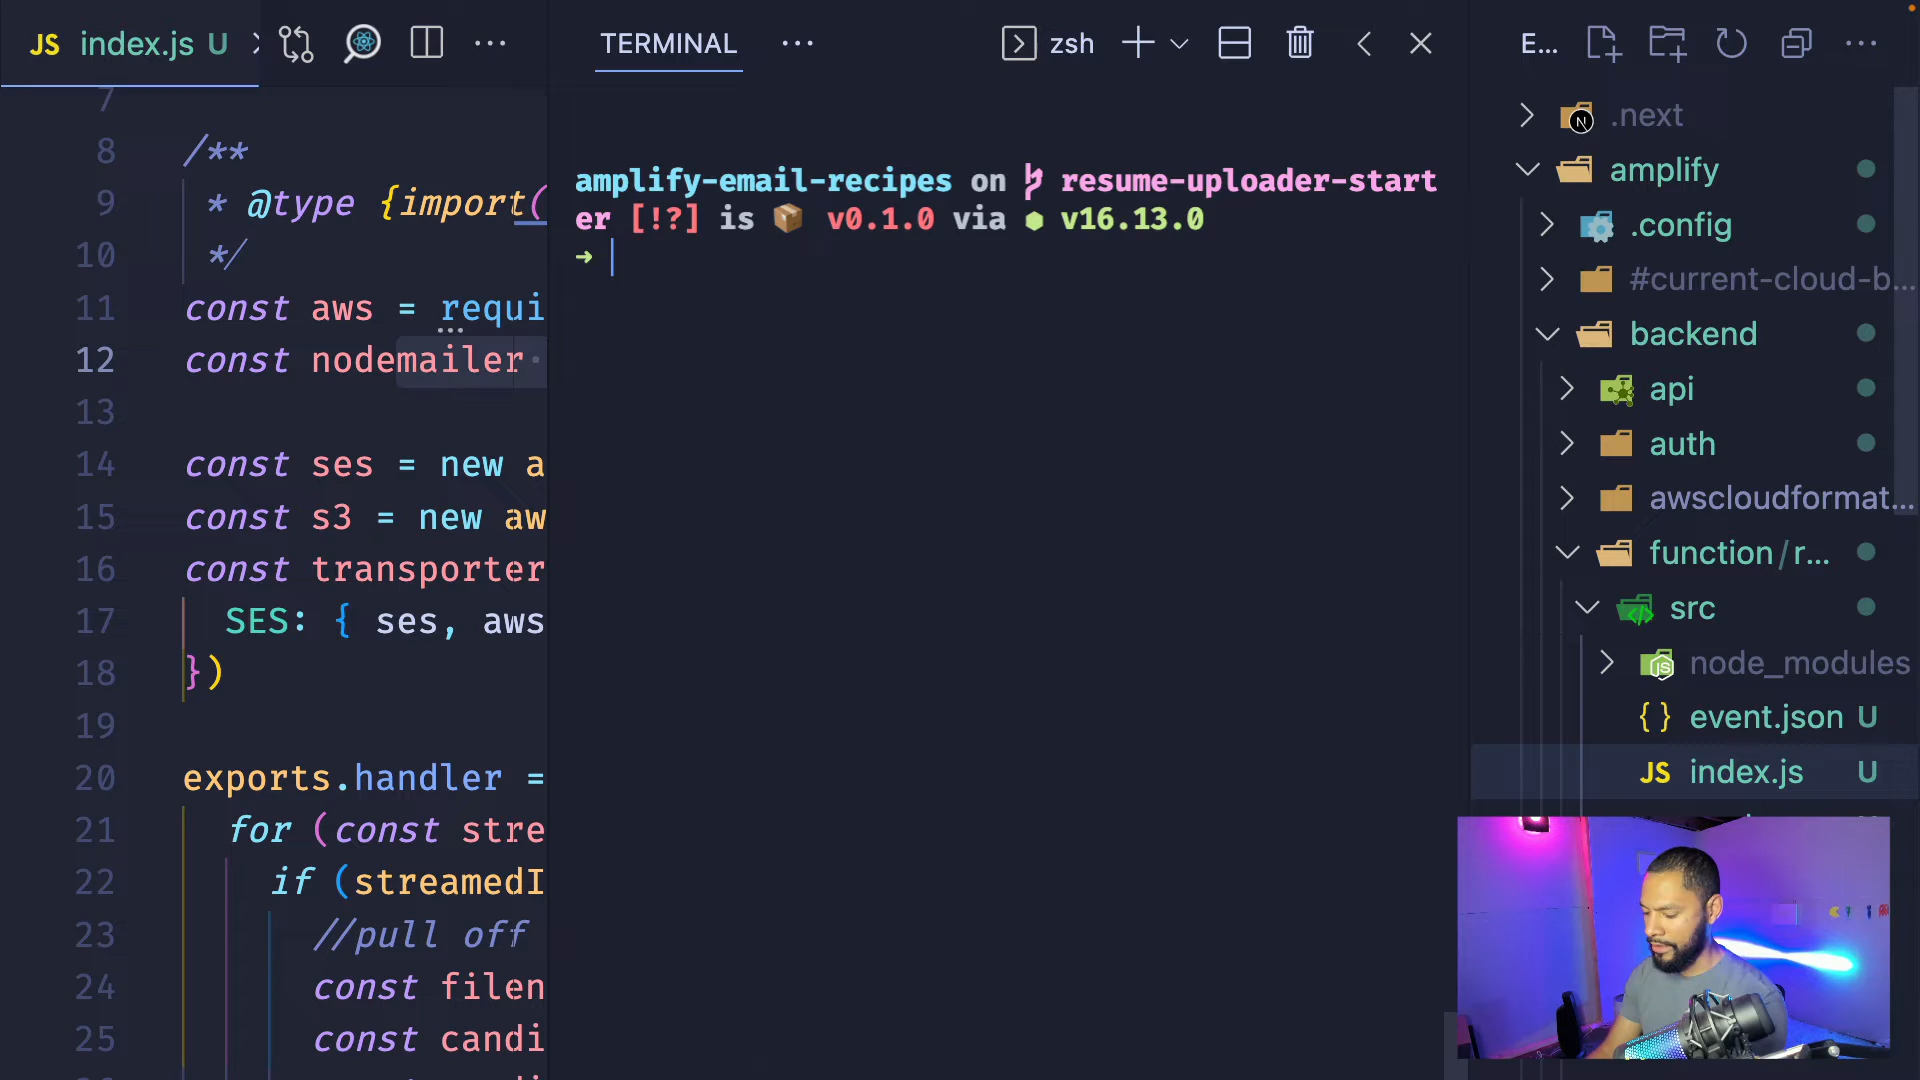 JS index.js U
TERMINAL
zsh
E...
7
8 /**
9 * @type {import(
10 */
11 const aws = requi
12 const nodemailer
13
14 const ses = new a
15 const s3 = new aw
16 const transporter
17 SES: { ses, aws
18 })
19
20 exports.handler =
21 for (const stre
22 if (streamedI
23 //pull off
24 const filen
25 const candi
amplify-email-recipes on resume-uploader-start
er [!?] is 📦 v0.1.0 via ⬢ v16.13.0
➜
.next
amplify
.config
#current-cloud-b...
backend
api
auth
awscloudformat...
function/r...
src
node_modules
{ } event.json U
JS index.js U